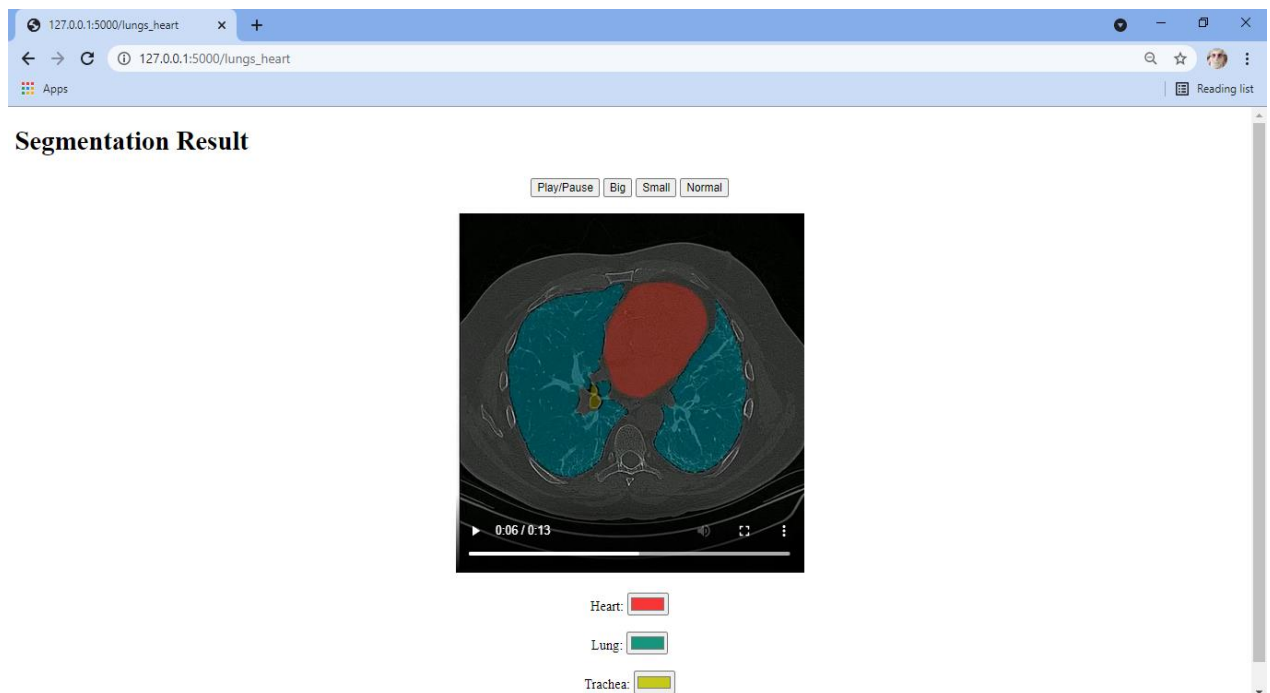 127.0.0.1:5000/lungs_heart
127.0.0.1:5000/lungs_heart
Apps
Reading list
Segmentation Result
Play/Pause Big Small Normal
0:06 / 0:13
Heart:
Lung:
Trachea: